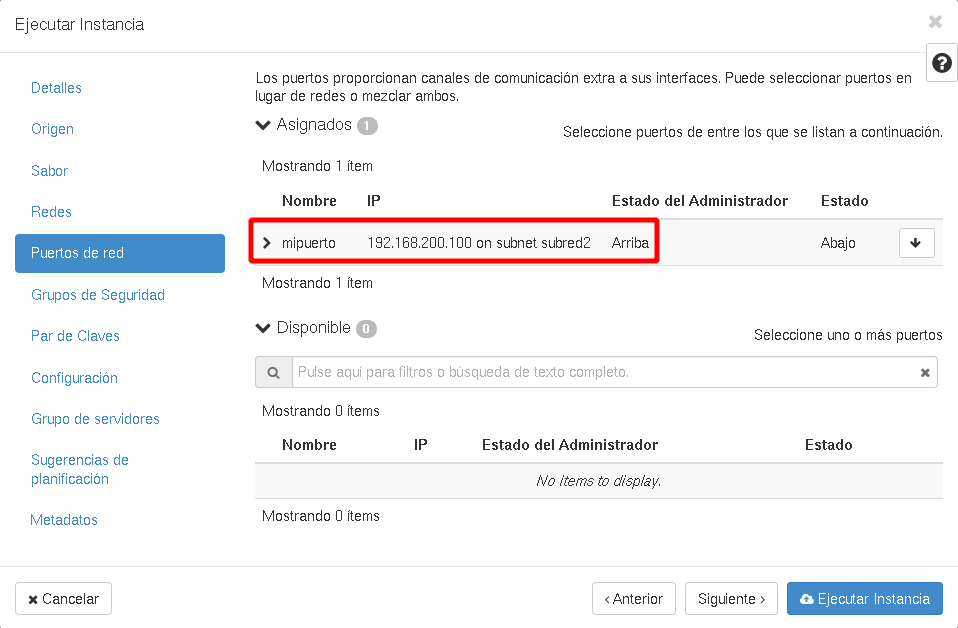 Ejecutar Instancia
×
Detalles
Origen
Sabor
Redes
Puertos de red
Grupos de Seguridad
Par de Claves
Configuración
Grupo de servidores
Sugerencias de
planificación
Metadatos
Los puertos proporcionan canales de comunicación extra a sus interfaces. Puede seleccionar puertos en
lugar de redes o mezclar ambos.
?
Asignados 1
Seleccione puertos de entre los que se listan a continuación.
Mostrando 1 ítem
Nombre IP Estado del Administrador Estado
mipuerto 192.168.200.100 on subnet subred2 Arriba Abajo
Mostrando 1 ítem
Disponible 0
Seleccione uno o más puertos
Pulse aquí para filtros o búsqueda de texto completo.
Mostrando 0 ítems
Nombre IP Estado del Administrador Estado
No items to display.
Mostrando 0 ítems
× Cancelar
‹ Anterior
Siguiente ›
Ejecutar Instancia